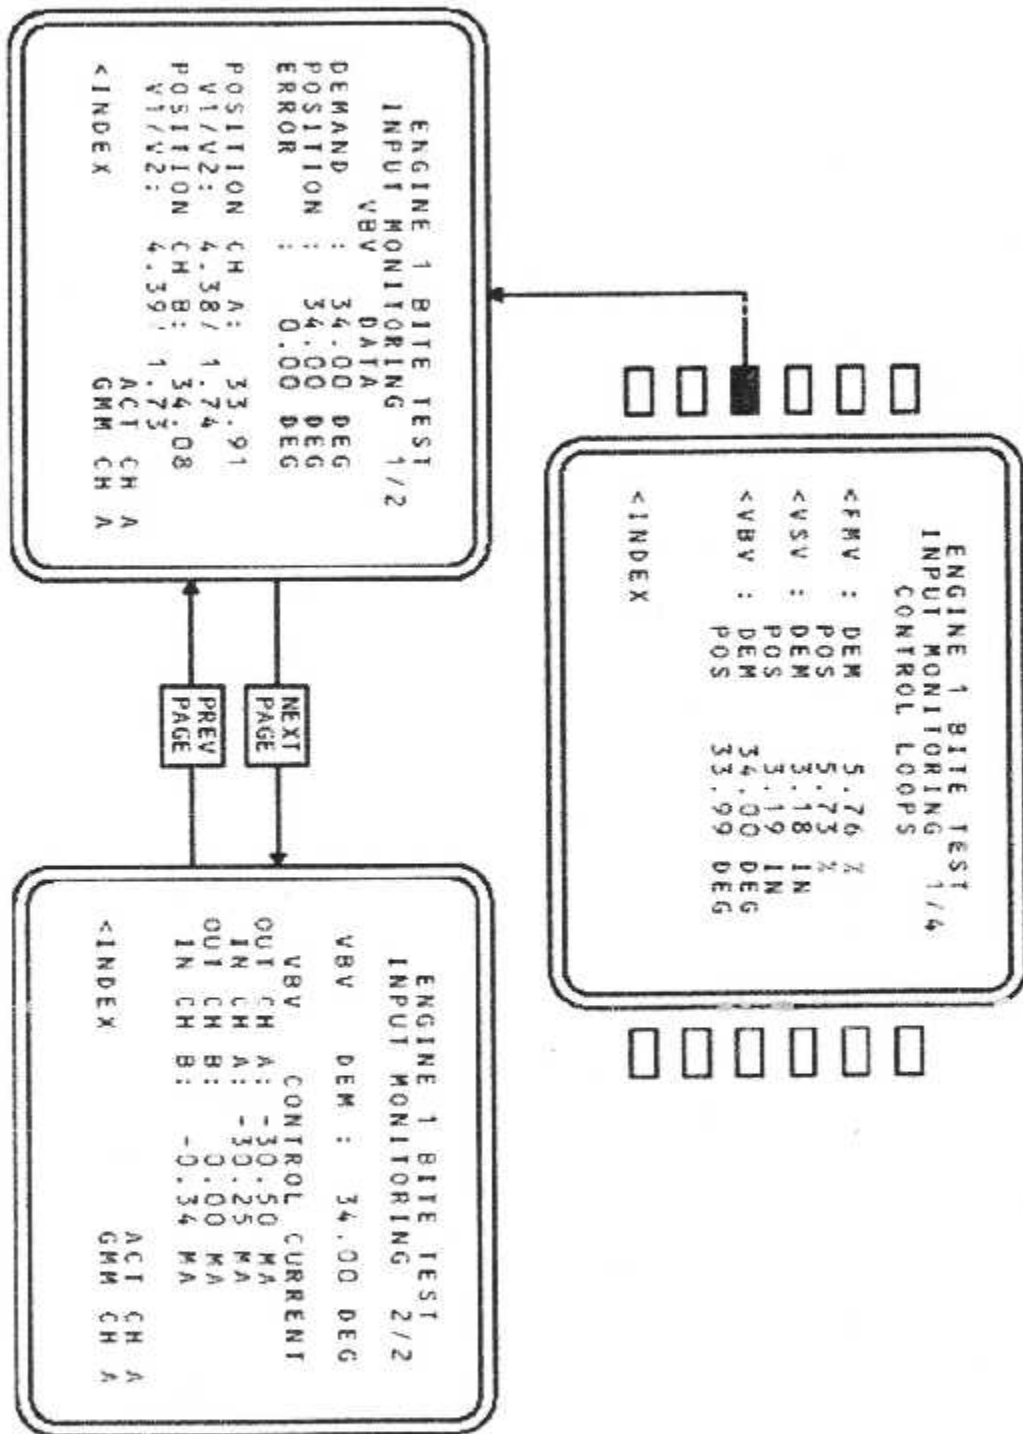 ENGINE 1 BITE TEST
INPUT MONITORING 1/4
CONTROL LOOPS
<FMV : DEM 5.76 %
POS 5.73 %
<VSV : DEM 3.18 IN
POS 3.19 IN
<VBV : DEM 34.00 DEG
POS 33.99 DEG
<INDEX
ENGINE 1 BITE TEST
INPUT MONITORING 1/2
VBV DATA
DEMAND : 34.00 DEG
POSITION : 34.00 DEG
ERROR : 0.00 DEG
POSITION CH A: 33.91
V1/V2: 4.38/ 1.74
POSITION CH B: 34.08
V1/V2: 4.39/ 1.73
ACT CH A
<INDEX GMM CH A
NEXT
PAGE
PREV
PAGE
ENGINE 1 BITE TEST
INPUT MONITORING 2/2
VBV DEM : 34.00 DEG
VBV CONTROL CURRENT
OUT CH A: -30.50 MA
IN CH A: -30.25 MA
OUT CH B: 0.00 MA
IN CH B: -0.34 MA
ACT CH A
<INDEX GMM CH A